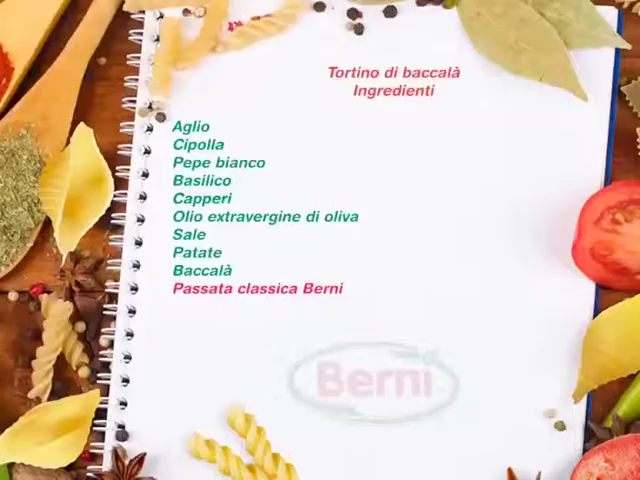 Tortino di baccalà
Ingredienti
Aglio
Cipolla
Pepe bianco
Basilico
Capperi
Olio extravergine di oliva
Sale
Patate
Baccalà
Passata classica Berni
Berni